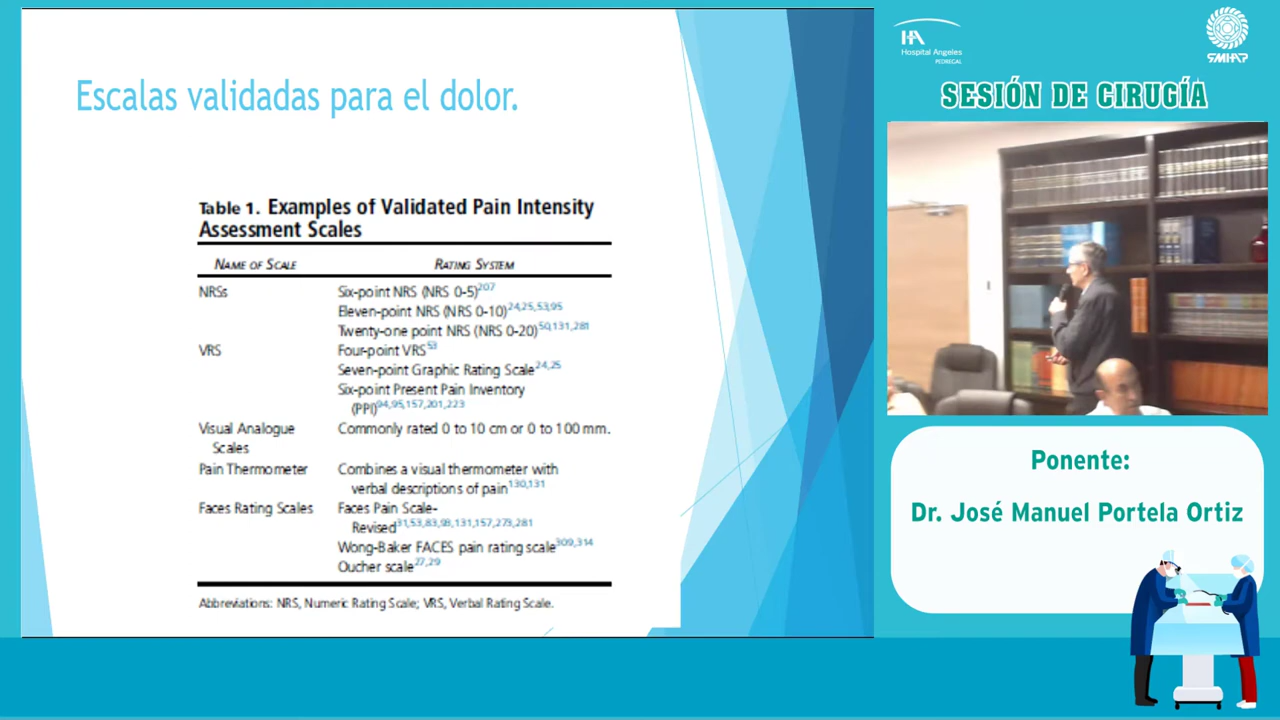 Escalas validadas para el dolor.
Table 1. Examples of Validated Pain Intensity
Assessment Scales
NAME OF SCALE RATING SYSTEM
NRSs Six-point NRS (NRS 0-5)207
Eleven-point NRS (NRS 0-10)24,25,53,95
Twenty-one point NRS (NRS 0-20)50,131,281
VRS Four-point VRS53
Seven-point Graphic Rating Scale24,25
Six-point Present Pain Inventory
(PPI)94,95,157,201,223
Visual Analogue Commonly rated 0 to 10 cm or 0 to 100 mm.
Scales
Pain Thermometer Combines a visual thermometer with
verbal descriptions of pain130,131
Faces Rating Scales Faces Pain Scale-
Revised31,53,83,98,131,157,273,281
Wong-Baker FACES pain rating scale309,314
Oucher scale27,29
Abbreviations: NRS, Numeric Rating Scale; VRS, Verbal Rating Scale.
HA
Hospital Angeles
PEDREGAL
SMHAP
SESIÓN DE CIRUGÍA
Ponente:
Dr. José Manuel Portela Ortiz